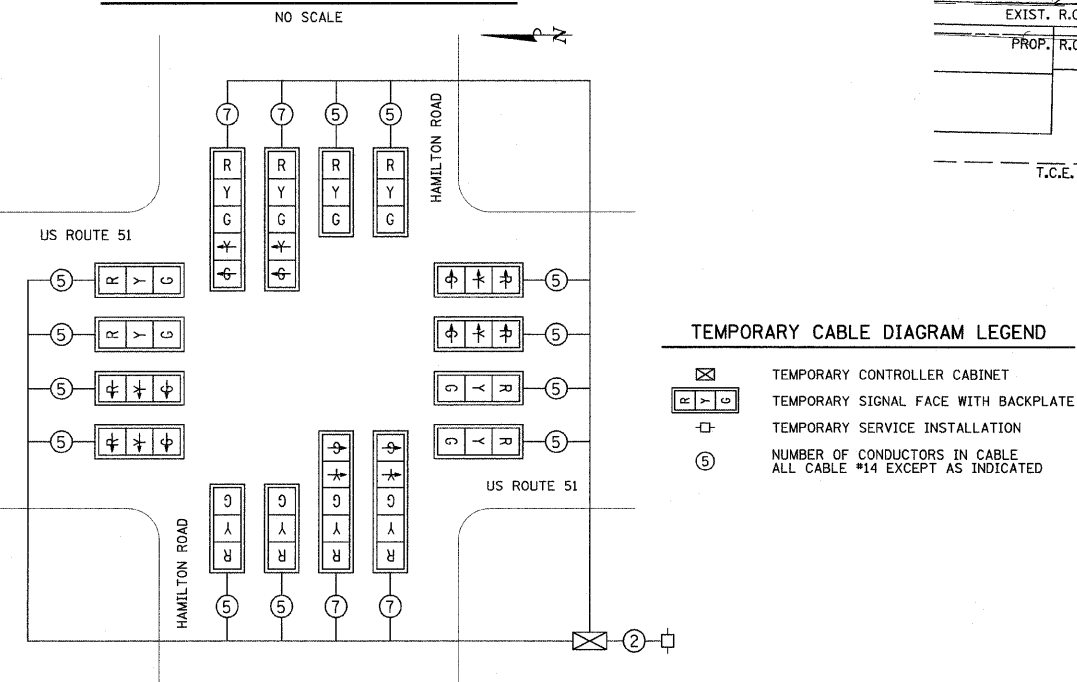 NO SCALE
N
EXIST. R.O
PROP. R.O
T.C.E.
7 7 5 5
HAMILTON ROAD
R R R R
Y Y Y Y
G G G G
Y Y
G G
US ROUTE 51
5 R Y G
5 R Y G
5 R Y G
5 R Y G
G Y R 5
G Y R 5
G Y R 5
G Y R 5
US ROUTE 51
HAMILTON ROAD
G G
Y Y
G G G G
Y Y Y Y
R R R R
5 5 7 7
2
TEMPORARY CABLE DIAGRAM LEGEND
TEMPORARY CONTROLLER CABINET
R Y G TEMPORARY SIGNAL FACE WITH BACKPLATE
TEMPORARY SERVICE INSTALLATION
5 NUMBER OF CONDUCTORS IN CABLE
ALL CABLE #14 EXCEPT AS INDICATED